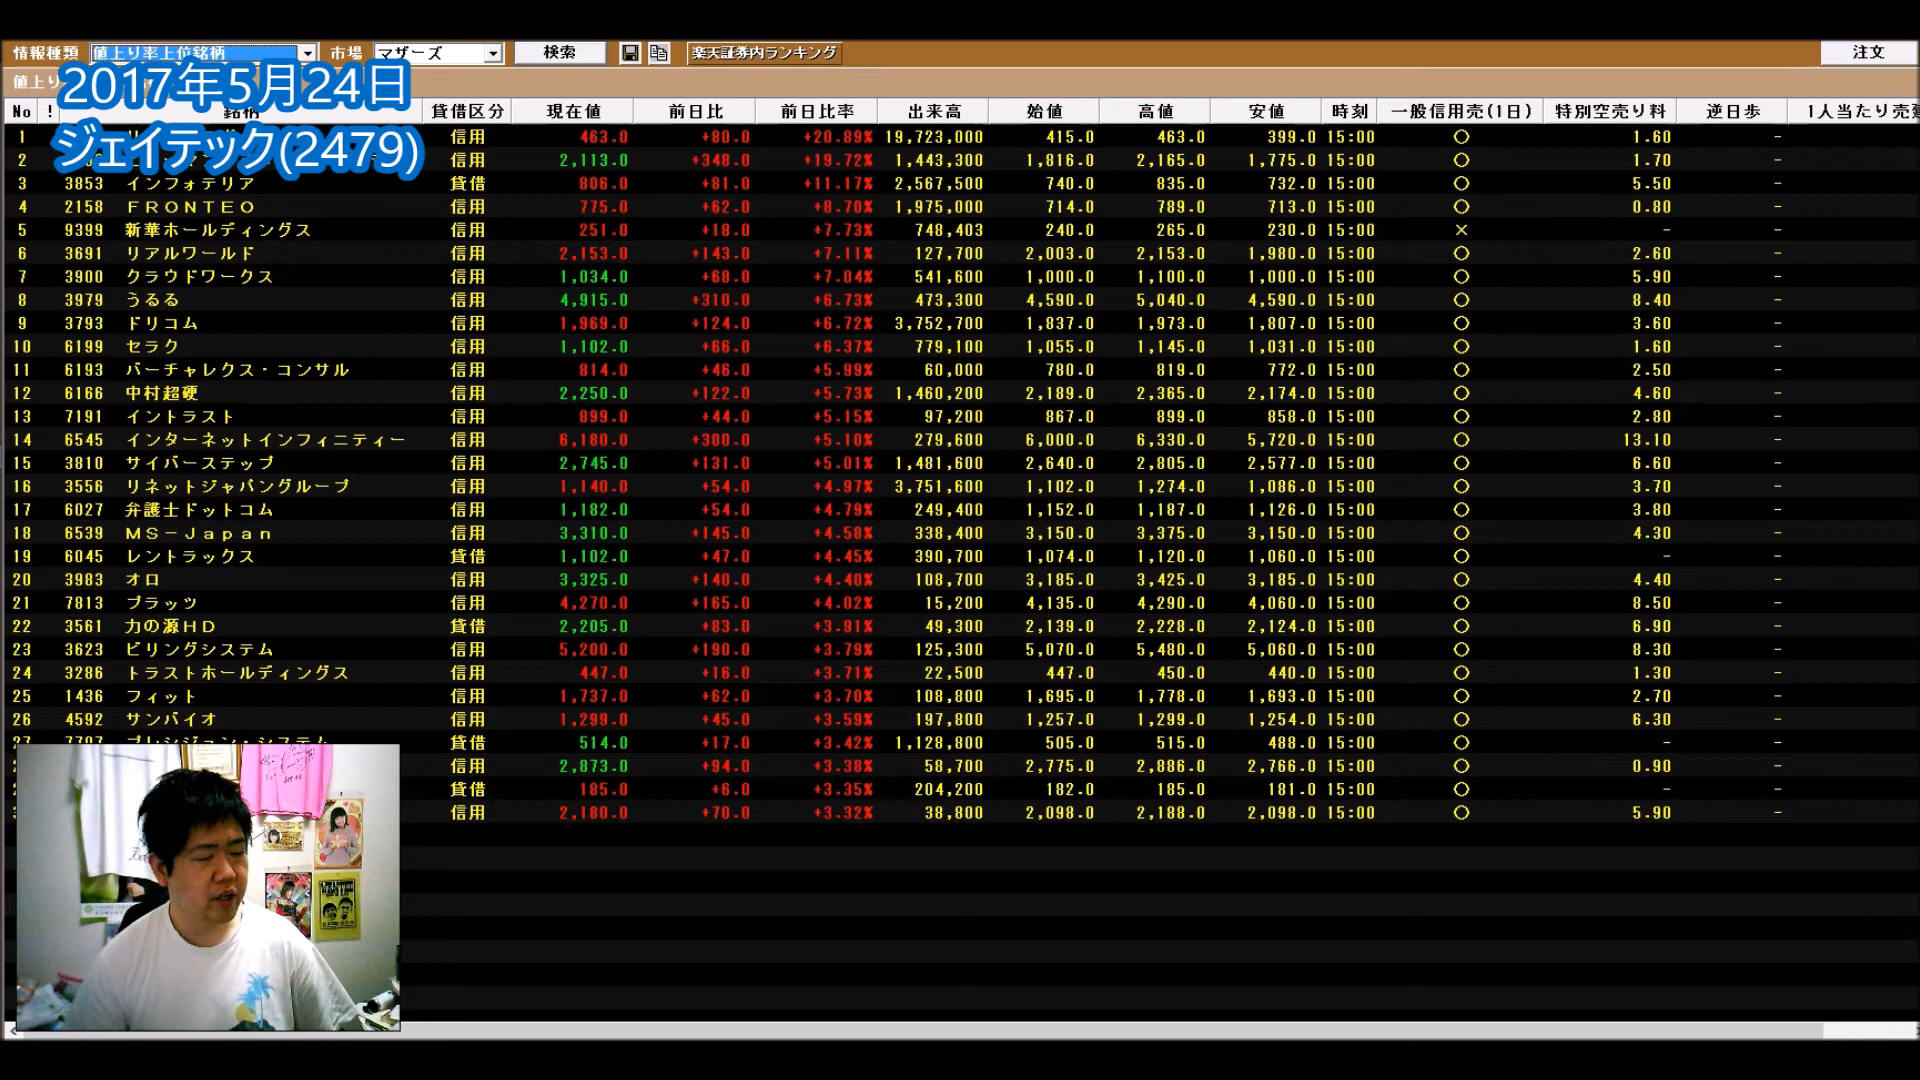 情報種類 値上り率上位銘柄 市場 マザーズ 検索 楽天証券内ランキング 注文
値上り
2017年5月24日
ジェイテック(2479)
No ! 銘柄 貸借区分 現在値 前日比 前日比率 出来高 始値 高値 安値 時刻 一般信用売(1日) 特別空売り料 逆日歩 1人当たり売建
1 信用 463.0 +80.0 +20.89% 19,723,000 415.0 463.0 399.0 15:00 ○ 1.60 -
2 信用 2,113.0 +348.0 +19.72% 1,443,300 1,816.0 2,165.0 1,775.0 15:00 ○ 1.70 -
3 3853 インフォテリア 貸借 806.0 +81.0 +11.17% 2,567,500 740.0 835.0 732.0 15:00 ○ 5.50 -
4 2158 FRONTEO 信用 775.0 +62.0 +8.70% 1,975,000 714.0 789.0 713.0 15:00 ○ 0.80 -
5 9399 新華ホールディングス 信用 251.0 +18.0 +7.73% 748,403 240.0 265.0 230.0 15:00 × - -
6 3691 リアルワールド 信用 2,153.0 +143.0 +7.11% 127,700 2,003.0 2,153.0 1,980.0 15:00 ○ 2.60 -
7 3900 クラウドワークス 信用 1,034.0 +68.0 +7.04% 541,600 1,000.0 1,100.0 1,000.0 15:00 ○ 5.90 -
8 3979 うるる 信用 4,915.0 +310.0 +6.73% 473,300 4,590.0 5,040.0 4,590.0 15:00 ○ 8.40 -
9 3793 ドリコム 信用 1,969.0 +124.0 +6.72% 3,752,700 1,837.0 1,973.0 1,807.0 15:00 ○ 3.60 -
10 6199 セラク 信用 1,102.0 +66.0 +6.37% 779,100 1,055.0 1,145.0 1,031.0 15:00 ○ 1.60 -
11 6193 バーチャレクス・コンサル 信用 814.0 +46.0 +5.99% 60,000 780.0 819.0 772.0 15:00 ○ 2.50 -
12 6166 中村超硬 信用 2,250.0 +122.0 +5.73% 1,460,200 2,189.0 2,365.0 2,174.0 15:00 ○ 4.60 -
13 7191 イントラスト 信用 899.0 +44.0 +5.15% 97,200 867.0 899.0 858.0 15:00 ○ 2.80 -
14 6545 インターネットインフィニティー 信用 6,180.0 +300.0 +5.10% 279,600 6,000.0 6,330.0 5,720.0 15:00 ○ 13.10 -
15 3810 サイバーステップ 信用 2,745.0 +131.0 +5.01% 1,481,600 2,640.0 2,805.0 2,577.0 15:00 ○ 6.60 -
16 3556 リネットジャパングループ 信用 1,140.0 +54.0 +4.97% 3,751,600 1,102.0 1,274.0 1,086.0 15:00 ○ 3.70 -
17 6027 弁護士ドットコム 信用 1,182.0 +54.0 +4.79% 249,400 1,152.0 1,187.0 1,126.0 15:00 ○ 3.80 -
18 6539 MS-Japan 信用 3,310.0 +145.0 +4.58% 338,400 3,150.0 3,375.0 3,150.0 15:00 ○ 4.30 -
19 6045 レントラックス 貸借 1,102.0 +47.0 +4.45% 390,700 1,074.0 1,120.0 1,060.0 15:00 ○ - -
20 3983 オロ 信用 3,325.0 +140.0 +4.40% 108,700 3,185.0 3,425.0 3,185.0 15:00 ○ 4.40 -
21 7813 プラッツ 信用 4,270.0 +165.0 +4.02% 15,200 4,135.0 4,290.0 4,060.0 15:00 ○ 8.50 -
22 3561 力の源HD 貸借 2,205.0 +83.0 +3.91% 49,300 2,139.0 2,228.0 2,124.0 15:00 ○ 6.90 -
23 3623 ビリングシステム 信用 5,200.0 +190.0 +3.79% 125,300 5,070.0 5,480.0 5,060.0 15:00 ○ 8.30 -
24 3286 トラストホールディングス 信用 447.0 +16.0 +3.71% 22,500 447.0 450.0 440.0 15:00 ○ 1.30 -
25 1436 フィット 信用 1,737.0 +62.0 +3.70% 108,800 1,695.0 1,778.0 1,693.0 15:00 ○ 2.70 -
26 4592 サンバイオ 信用 1,299.0 +45.0 +3.59% 197,800 1,257.0 1,299.0 1,254.0 15:00 ○ 6.30 -
27 7707 プレシジョン・システム 貸借 514.0 +17.0 +3.42% 1,128,800 505.0 515.0 488.0 15:00 ○ - -
信用 2,873.0 +94.0 +3.38% 58,700 2,775.0 2,886.0 2,766.0 15:00 ○ 0.90 -
貸借 185.0 +6.0 +3.35% 204,200 182.0 185.0 181.0 15:00 ○ - -
信用 2,180.0 +70.0 +3.32% 38,800 2,098.0 2,188.0 2,098.0 15:00 ○ 5.90 -